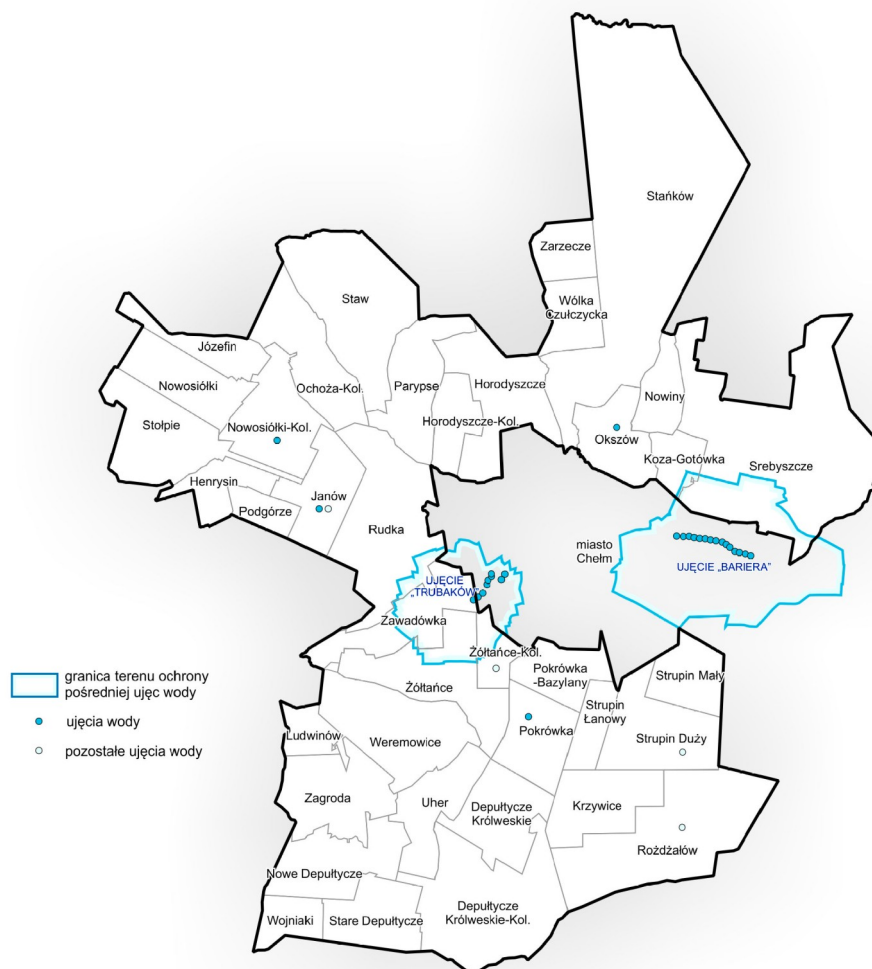 Stańków
Zarzecze
Wólka
Czułczycka
Staw
Józefin
Nowosiółki
Ochoża-Kol.
Parypse
Horodyszcze
Nowiny
Stołpie
Nowosiółki-Kol.
Horodyszcze-Kol.
Okszów
Koza-Gotówka
Srebyszcze
Henrysin
Janów
Podgórze
Rudka
miasto
Chełm
UJĘCIE „BARIERA”
UJĘCIE
„TRUBAKÓW”
Zawadówka
Żółtańce-Kol.
granica terenu ochrony
pośredniej ujęc wody
ujęcia wody
pozostałe ujęcia wody
Żółtańce
Pokrówka
-Bazylany
Strupin Mały
Strupin
Łanowy
Ludwinów
Weremowice
Pokrówka
Strupin Duży
Zagroda
Uher
Depułtycze
Królweskie
Krzywice
Rożdżałów
Nowe Depułtycze
Wojniaki
Stare Depułtycze
Depułtycze
Królweskie-Kol.